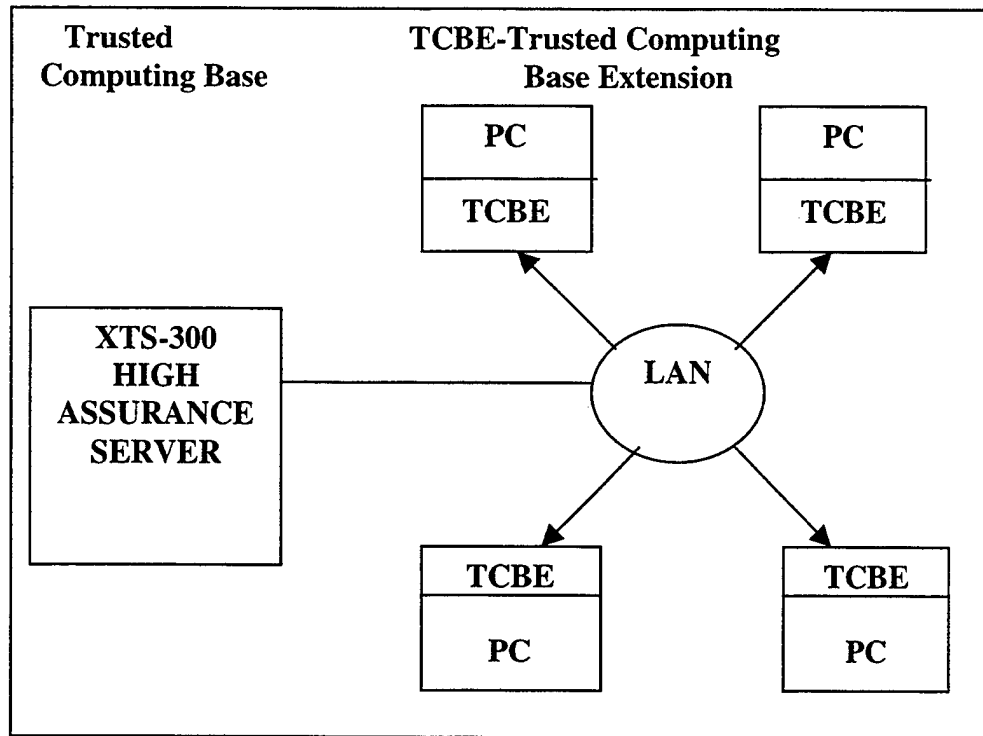 Trusted
Computing Base
TCBE-Trusted Computing
Base Extension
PC
TCBE
PC
TCBE
XTS-300
HIGH
ASSURANCE
SERVER
LAN
TCBE
PC
TCBE
PC